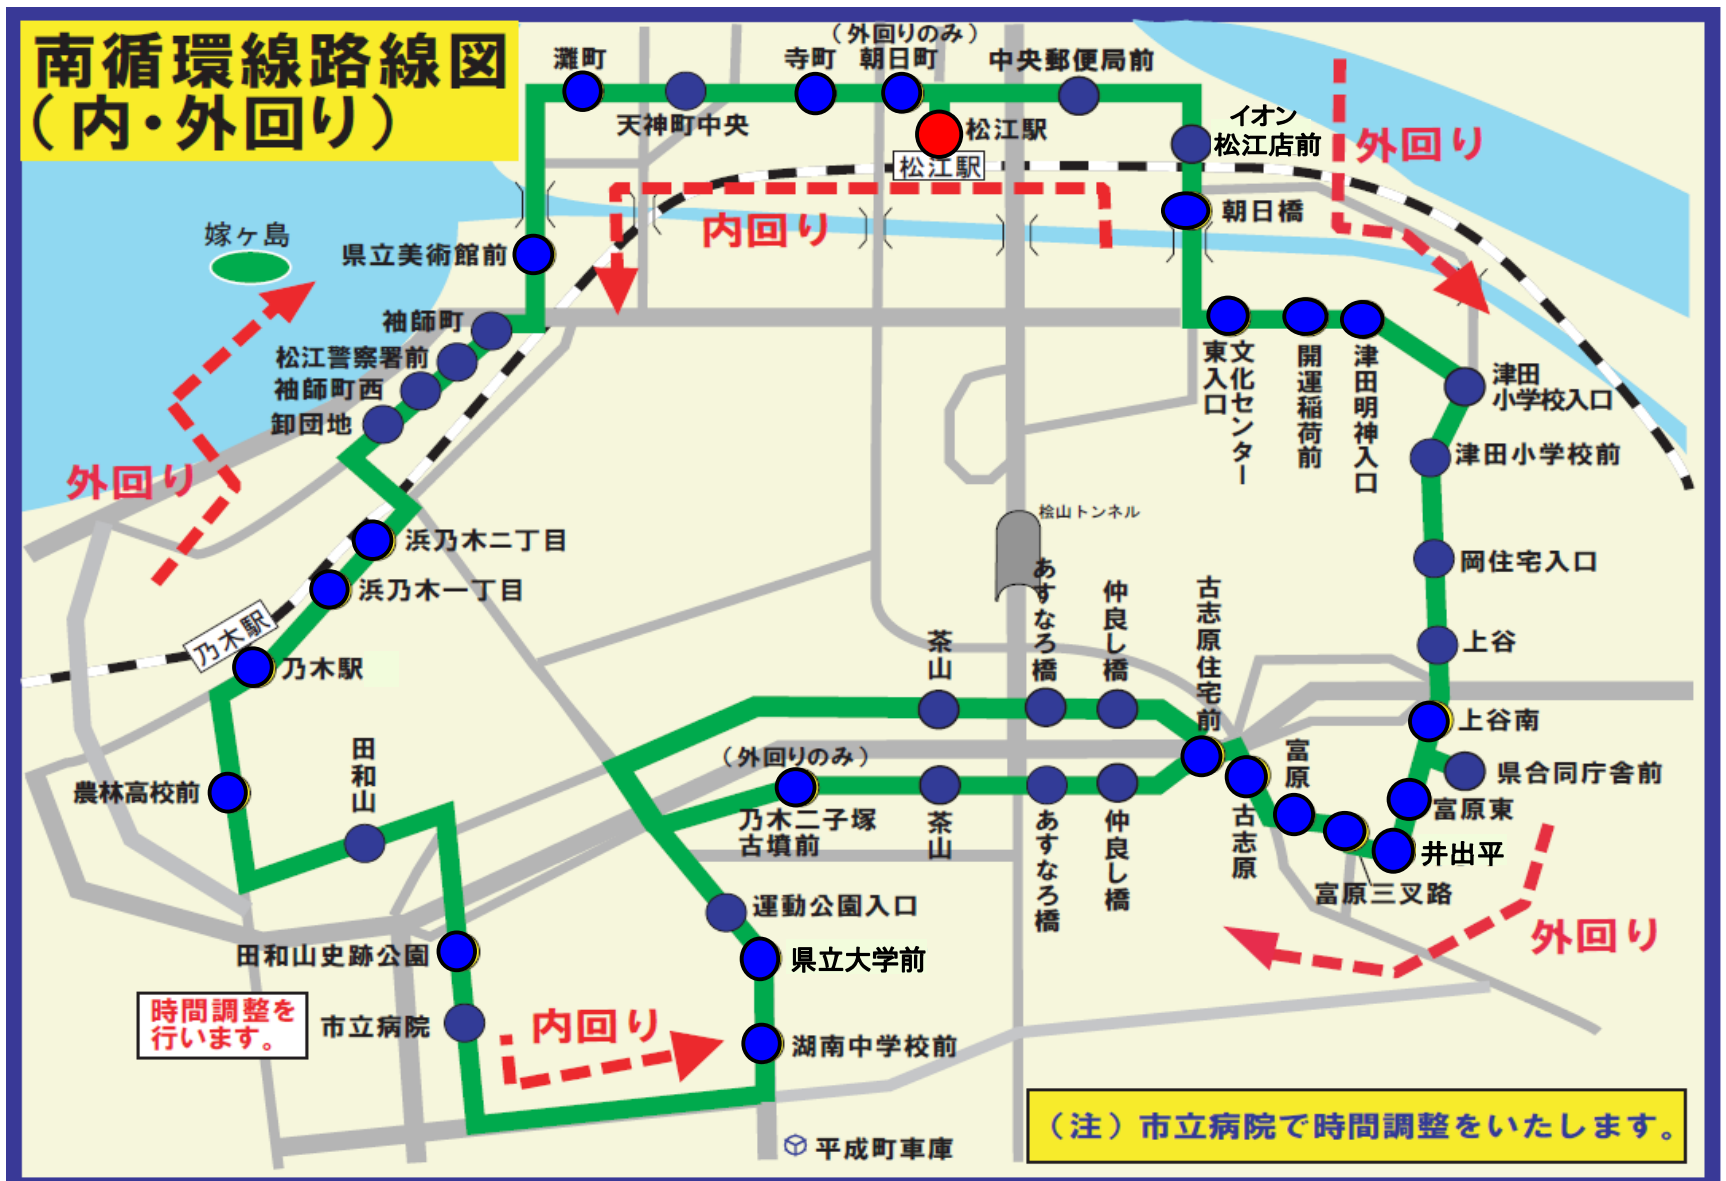 南循環線路線図
（内・外回り）
（外回りのみ）
灘町
天神町中央
寺町
朝日町
中央郵便局前
松江駅
松江駅
イオン
松江店前
外回り
内回り
朝日橋
嫁ヶ島
県立美術館前
袖師町
松江警察署前
袖師町西
卸団地
外回り
文化センター
東入口
開運稲荷前
津田明神入口
津田
小学校入口
津田小学校前
桧山トンネル
浜乃木二丁目
浜乃木一丁目
岡住宅入口
乃木駅
乃木駅
上谷
茶山
あすなろ橋
仲良し橋
古志原住宅前
上谷南
県合同庁舎前
富原東
農林高校前
田和山
（外回りのみ）
乃木二子塚
古墳前
茶山
あすなろ橋
仲良し橋
古志原
富原
井出平
富原三叉路
外回り
運動公園入口
田和山史跡公園
県立大学前
時間調整を
行います。
市立病院
内回り
湖南中学校前
平成町車庫
（注）市立病院で時間調整をいたします。